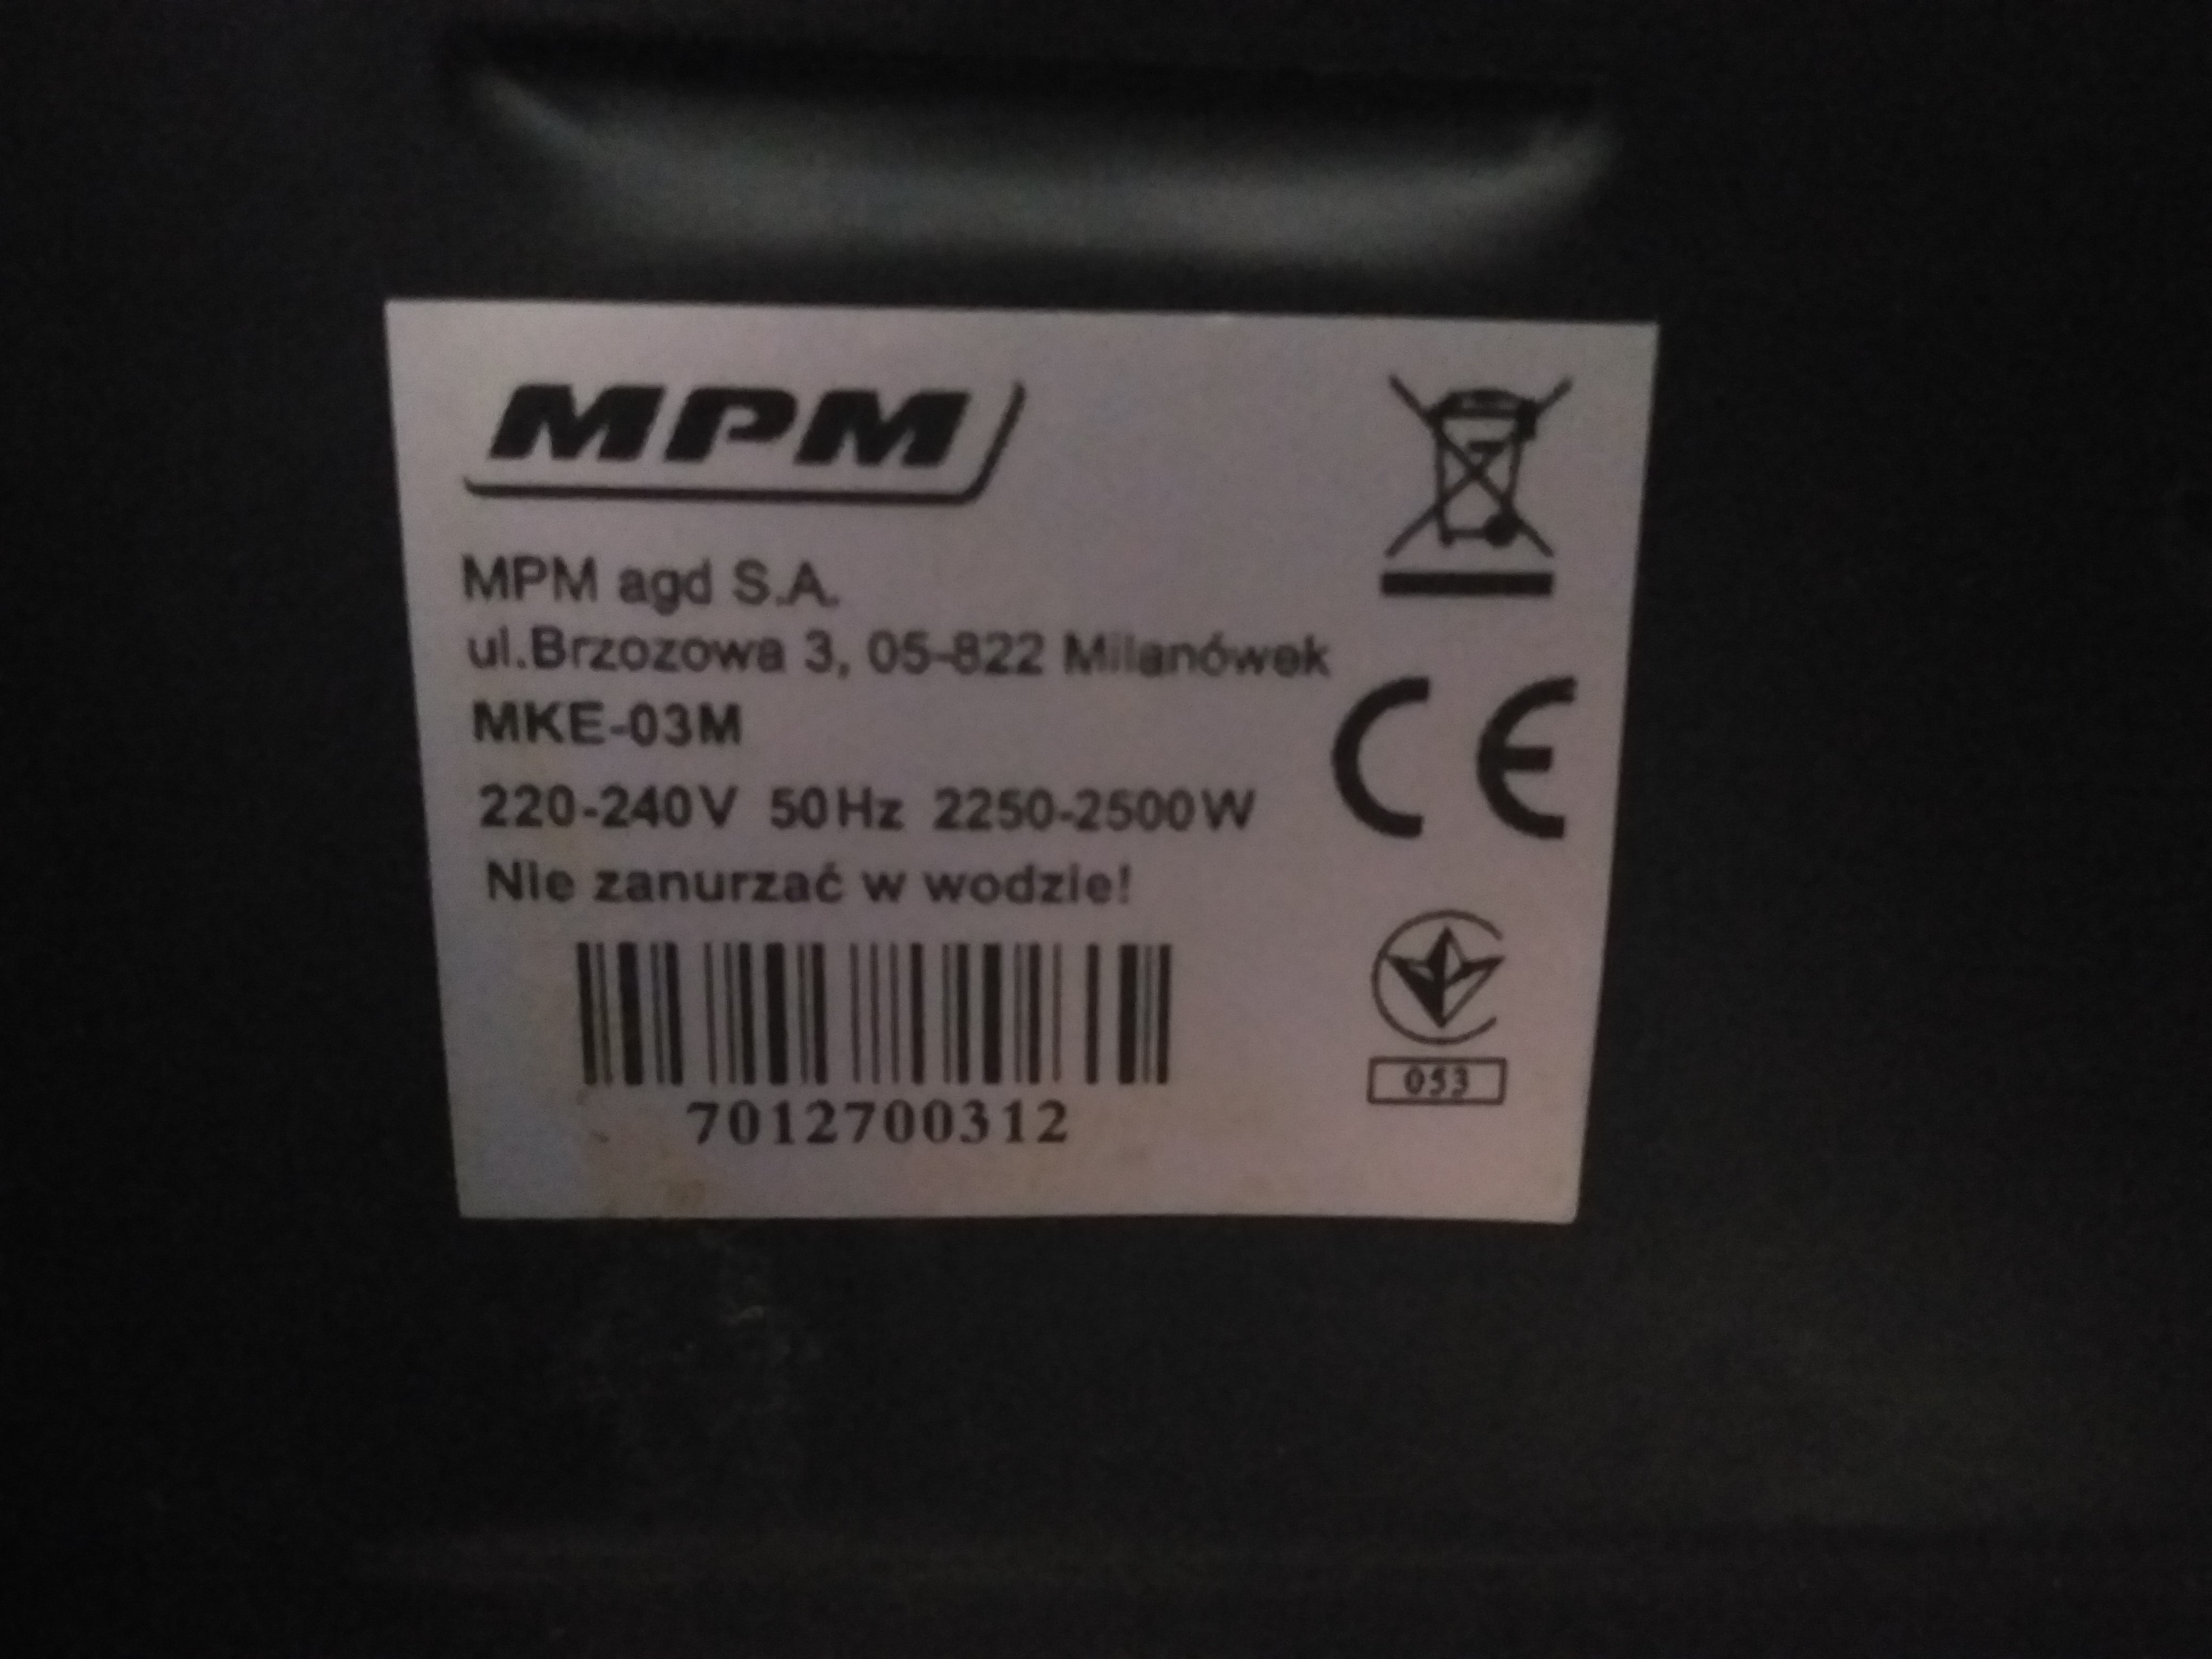 MPM
MPM agd S.A.
ul.Brzozowa 3, 05-822 Milanówek
MKE-03M
220-240V 50Hz 2250-2500W
Nie zanurzać w wodzie!
7012700312
CE
053